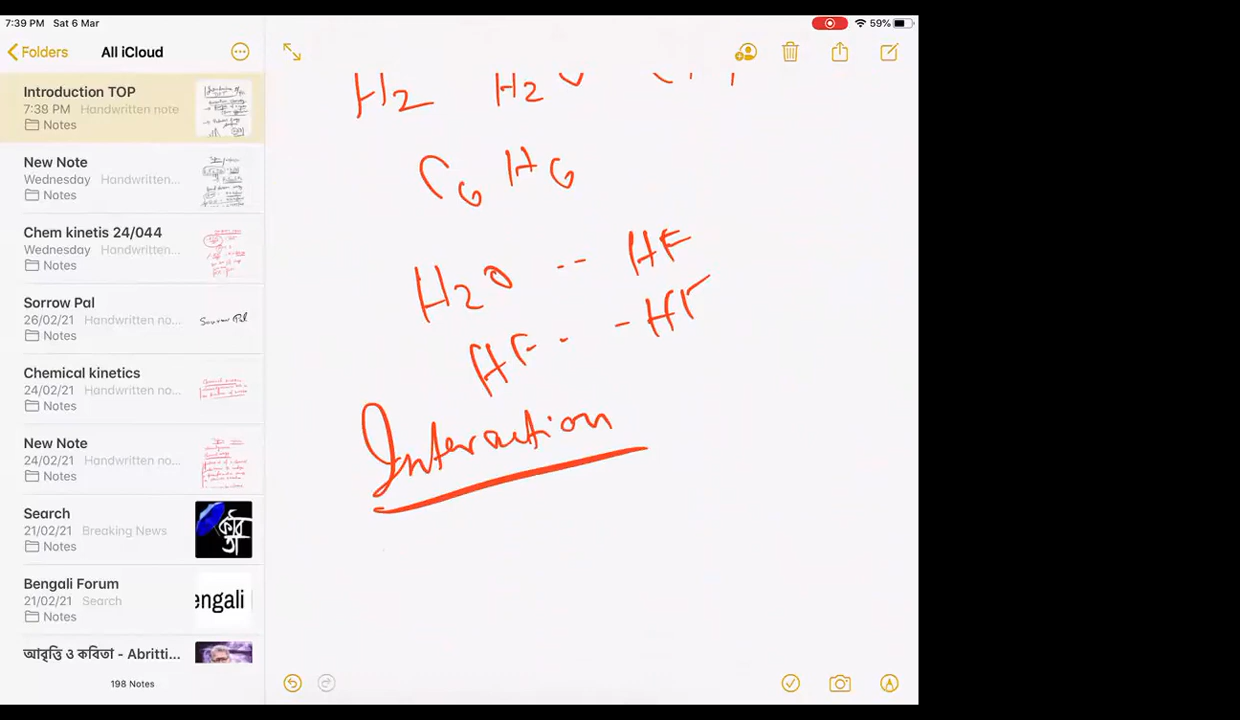 7:39 PM Sat 6 Mar
59%
Folders
All iCloud
Introduction TOP
7:38 PM Handwritten note
Notes
New Note
Wednesday Handwritten...
Notes
Chem kinetis 24/044
Wednesday Handwritten...
Notes
Sorrow Pal
26/02/21 Handwritten no...
Notes
Chemical kinetics
24/02/21 Handwritten no...
Notes
New Note
24/02/21 Handwritten no...
Notes
Search
21/02/21 Breaking News
Notes
কবি
তা
Bengali Forum
21/02/21 Search
Notes
engali
আবৃত্তি ও কবিতা - Abritti...
198 Notes
H2 H2O
C6H6
H2O -- HF
HF - - HF
Interaction